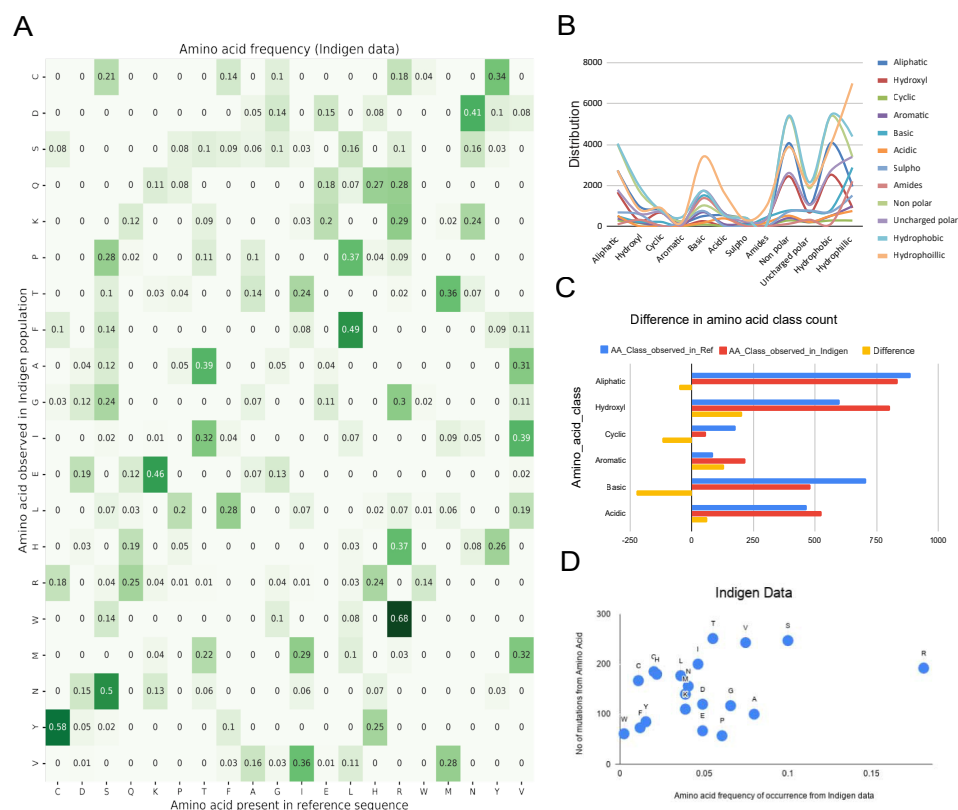 A
Amino acid frequency (Indigen data)
Amino acid observed in Indigen population
C 0 0 0.21 0 0 0 0 0.14 0 0.1 0 0 0 0 0.18 0.04 0 0 0.34 0
D 0 0 0 0 0 0 0 0 0.05 0.14 0 0.15 0 0.08 0 0 0 0.41 0.1 0.08
S 0.08 0 0 0 0 0.08 0.1 0.09 0.06 0.1 0.03 0 0.16 0 0.1 0 0 0.16 0.03 0
Q 0 0 0 0 0.11 0.08 0 0 0 0 0 0.18 0.07 0.27 0.28 0 0 0 0 0
K 0 0 0 0.12 0 0 0.09 0 0 0 0.03 0.2 0 0 0.29 0 0.02 0.24 0 0
P 0 0 0.28 0.02 0 0 0.11 0 0.1 0 0 0 0.37 0.04 0.09 0 0 0 0 0
T 0 0 0.1 0 0.03 0.04 0 0 0.14 0 0.24 0 0 0 0.02 0 0.36 0.07 0 0
F 0.1 0 0.14 0 0 0 0 0 0 0 0.08 0 0.49 0 0 0 0 0 0.09 0.11
A 0 0.04 0.12 0 0 0 0.39 0 0 0.05 0 0.04 0 0 0 0 0 0 0 0.31
G 0.03 0.12 0.24 0 0 0 0 0 0 0 0 0.11 0 0 0.3 0.02 0 0 0 0.11
I 0 0 0.02 0 0.01 0 0.32 0.04 0 0 0 0 0.07 0 0 0 0.09 0.05 0 0.39
E 0 0.19 0 0.12 0.46 0 0 0 0.07 0.13 0 0 0 0 0 0 0 0 0 0.02
L 0 0 0.07 0.03 0 0.2 0 0.28 0 0 0.07 0 0 0.02 0.07 0.01 0.06 0 0 0.19
H 0 0.03 0 0.19 0 0.05 0 0 0 0 0 0 0.03 0 0.37 0 0 0.08 0.26 0
R 0.18 0 0.04 0.25 0.04 0.01 0.01 0 0 0.04 0.01 0 0.03 0.24 0 0.14 0 0 0 0
W 0 0 0.14 0 0 0 0 0 0 0.1 0 0 0.08 0 0.68 0 0 0 0 0
M 0 0 0 0 0.04 0 0.22 0 0 0 0.29 0 0.1 0 0.03 0 0 0 0 0.32
N 0 0.15 0.5 0 0.13 0 0.06 0 0 0 0.06 0 0 0.07 0 0 0 0 0.03 0
Y 0.58 0.05 0.02 0 0 0 0 0.1 0 0 0 0 0 0.25 0 0 0 0 0 0
V 0 0.01 0 0 0 0 0 0.03 0.16 0.03 0.36 0.01 0.11 0 0 0 0.28 0 0 0
C D S Q K P T F A G I E L H R W M N Y V
Amino acid present in reference sequence
B
Distribution
8000
6000
4000
2000
0
Aliphatic
Hydroxyl
Cyclic
Aromatic
Basic
Acidic
Sulpho
Amides
Non polar
Uncharged polar
Hydrophobic
Hydrophillic
Aliphatic
Hydroxyl
Cyclic
Aromatic
Basic
Acidic
Sulpho
Amides
Non polar
Uncharged polar
Hydrophobic
Hydrophoillic
C
Difference in amino acid class count
AA_Class_observed_in_Ref AA_Class_observed_in_Indigen Difference
Amino_acid_class
Aliphatic
Hydroxyl
Cyclic
Aromatic
Basic
Acidic
-250 0 250 500 750 1000
D
Indigen Data
No of mutations from Amino Acid
300
200
100
0
T V S
I R
C C H L N
M
K
D G A
W F Y E P
0 0.05 0.1 0.15
Amino acid frequency of occurrence from Indigen data